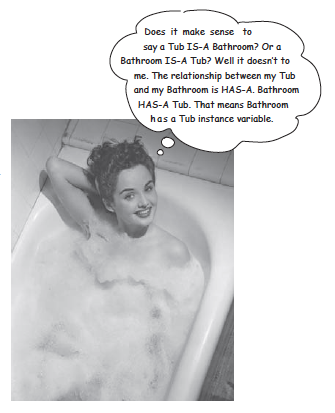 Does it make sense to
say a Tub IS-A Bathroom? Or a
Bathroom IS-A Tub? Well it doesn't to
me. The relationship between my Tub
and my Bathroom is HAS-A. Bathroom
HAS-A Tub. That means Bathroom
has a Tub instance variable.